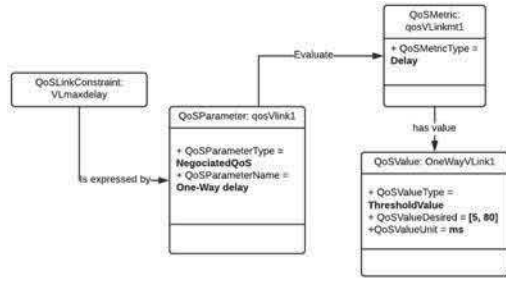 QoSMetric:
qosVLinkmt1
+ QoSMetricType =
Delay
Evaluate
QoSLinkConstraint:
VLmaxdelay
QoSParameter: qosVlink1
+ QoSParameterType =
NegociatedQoS
+ QoSParameterName =
One-Way delay
Is expressed by
has value
QoSValue: OneWayVLink1
+ QoSValueType =
ThresholdValue
+ QoSValueDesired = [5, 80]
+QoSValueUnit = ms